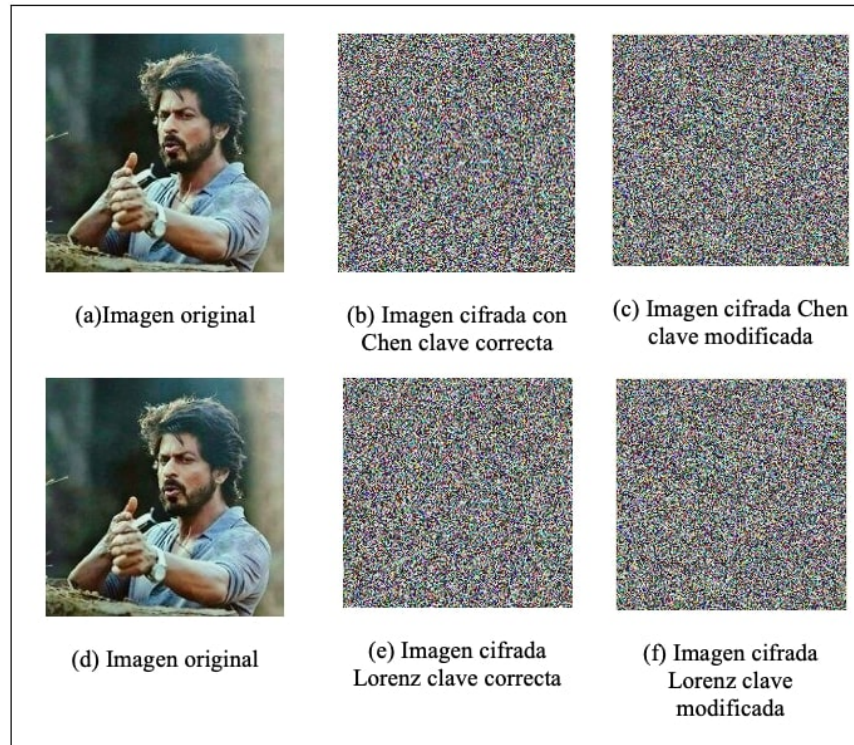 (a)Imagen original
(b) Imagen cifrada con
Chen clave correcta
(c) Imagen cifrada Chen
clave modificada
(d) Imagen original
(e) Imagen cifrada
Lorenz clave correcta
(f) Imagen cifrada
Lorenz clave
modificada